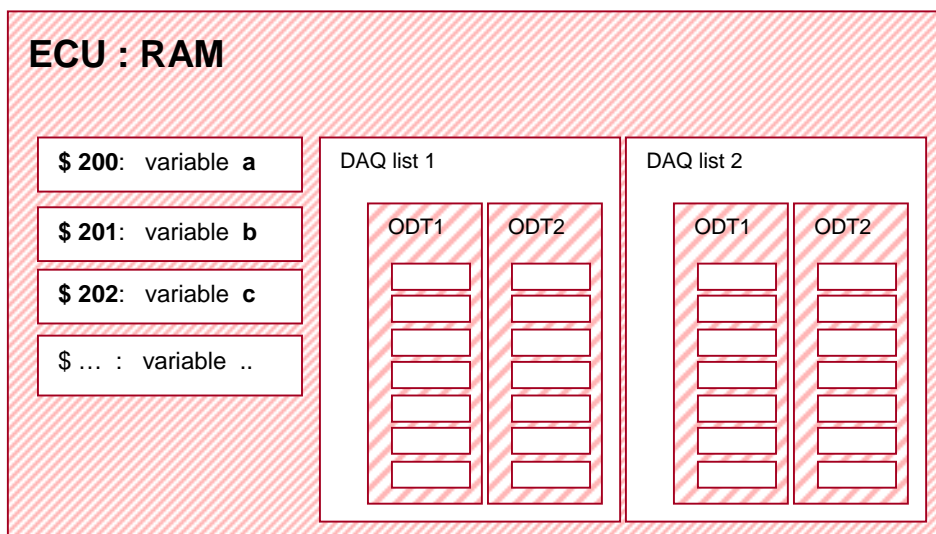 ECU : RAM
$ 200: variable a
$ 201: variable b
$ 202: variable c
$ … : variable ..
DAQ list 1
ODT1
ODT2
DAQ list 2
ODT1
ODT2